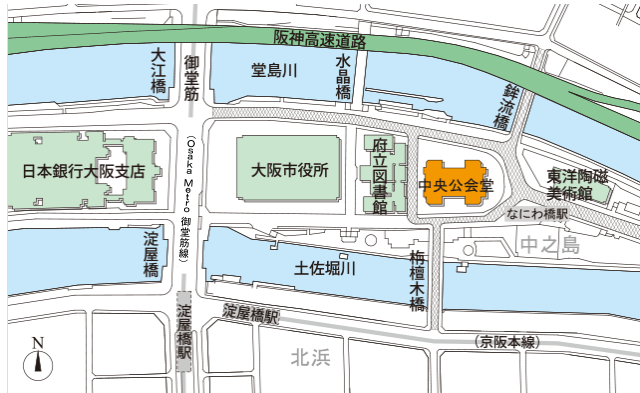 阪神高速道路
大江橋
御堂筋
堂島川
水晶橋
鉾流橋
日本銀行大阪支店
(Osaka Metro 御堂筋線)
大阪市役所
府立図書館
中央公会堂
東洋陶磁
美術館
なにわ橋駅
中之島
淀屋橋
土佐堀川
栴檀木橋
淀屋橋駅
淀屋橋駅
(京阪本線)
北浜
N